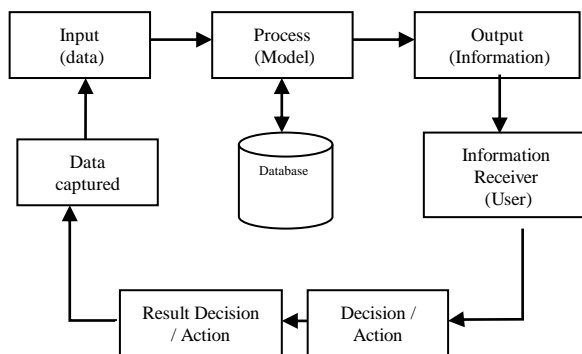 Input
(data)
Process
(Model)
Output
(Information)
Data
captured
Database
Information
Receiver
(User)
Result Decision
/ Action
Decision /
Action